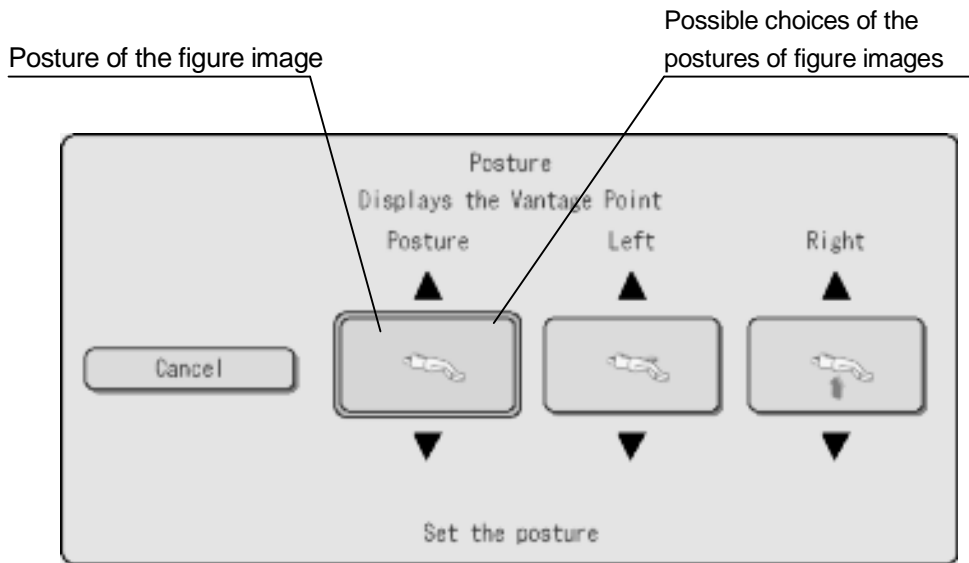 Possible choices of the
Posture of the figure image
postures of figure images
Posture
Displays the Vantage Point
Posture Left Right
Cancel
Set the posture